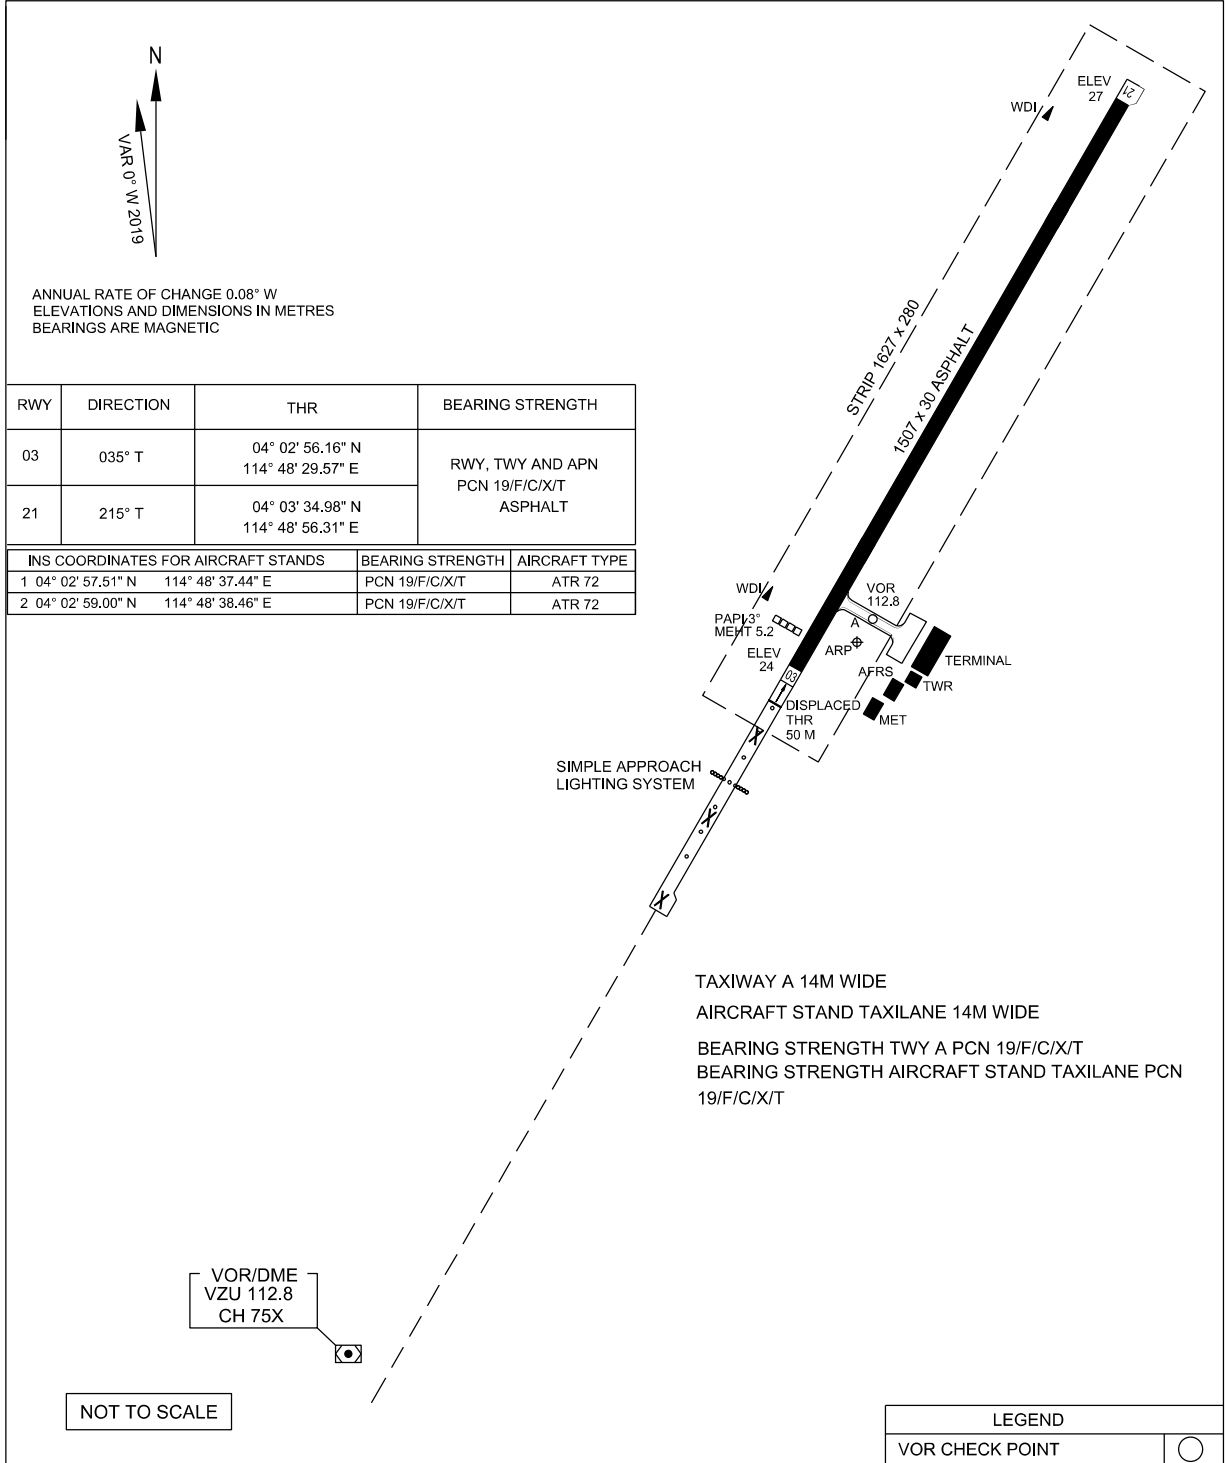 N
VAR 0° W 2019
ANNUAL RATE OF CHANGE 0.08° W
ELEVATIONS AND DIMENSIONS IN METRES
BEARINGS ARE MAGNETIC
ELEV
27
21
WDI
STRIP 1627 x 280
1507 x 30 ASPHALT
RWY DIRECTION THR BEARING STRENGTH
03 035° T 04° 02' 56.16" N
114° 48' 29.57" E
RWY, TWY AND APN
PCN 19/F/C/X/T
ASPHALT
21 215° T 04° 03' 34.98" N
114° 48' 56.31" E
INS COORDINATES FOR AIRCRAFT STANDS BEARING STRENGTH AIRCRAFT TYPE
1 04° 02' 57.51" N 114° 48' 37.44" E PCN 19/F/C/X/T ATR 72
2 04° 02' 59.00" N 114° 48' 38.46" E PCN 19/F/C/X/T ATR 72
WDI
VOR
112.8
PAPI 3°
MEHT 5.2
A
ARP
ELEV
24
03
AFRS
TERMINAL
TWR
MET
DISPLACED
THR
50 M
SIMPLE APPROACH
LIGHTING SYSTEM
TAXIWAY A 14M WIDE
AIRCRAFT STAND TAXILANE 14M WIDE
BEARING STRENGTH TWY A PCN 19/F/C/X/T
BEARING STRENGTH AIRCRAFT STAND TAXILANE PCN
19/F/C/X/T
VOR/DME
VZU 112.8
CH 75X
NOT TO SCALE
LEGEND
VOR CHECK POINT